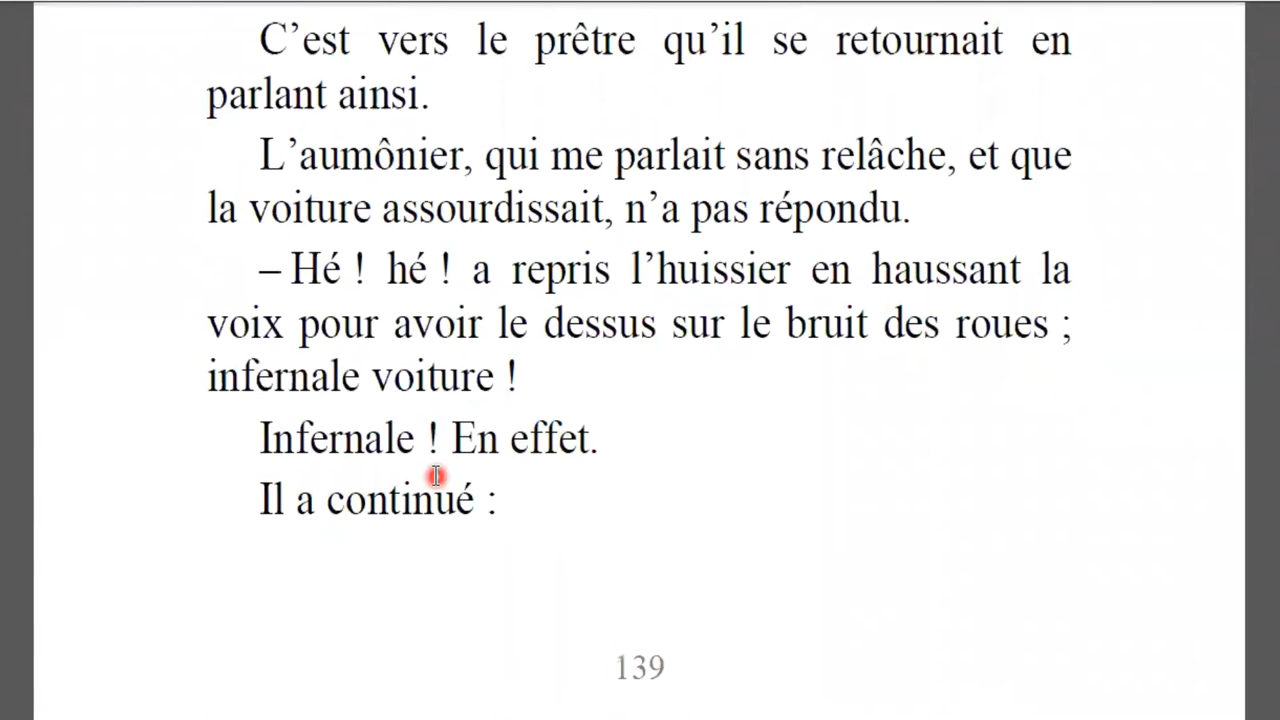 C’est vers le prêtre qu’il se retournait en
parlant ainsi.
L’aumônier, qui me parlait sans relâche, et que
la voiture assourdissait, n’a pas répondu.
– Hé ! hé ! a repris l’huissier en haussant la
voix pour avoir le dessus sur le bruit des roues ;
infernale voiture !
Infernale ! En effet.
Il a continué :
139